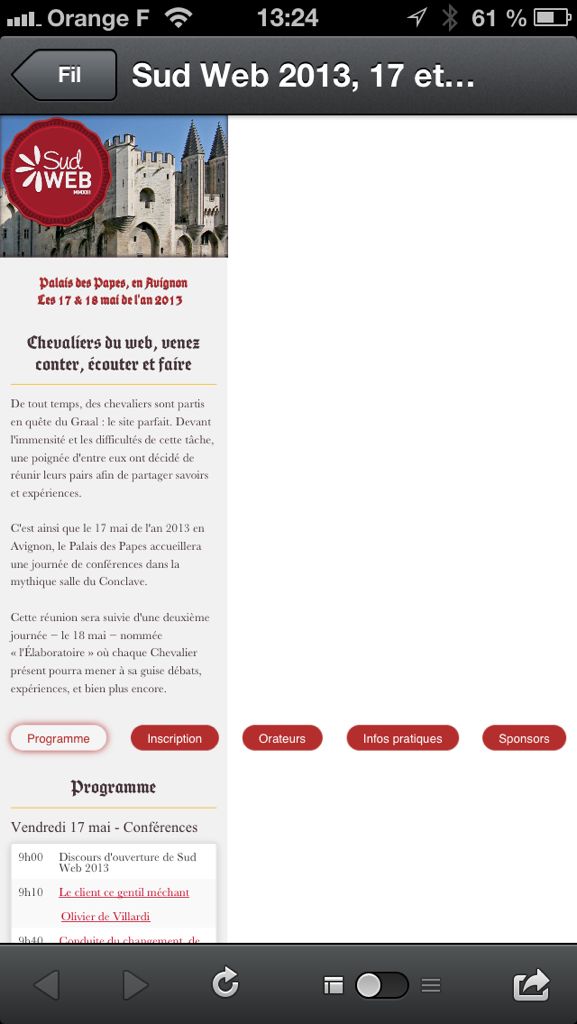 Orange F 13:24 61 %
Fil Sud Web 2013, 17 et…
Sud
WEB
Palais des Papes, en Avignon
Les 17 & 18 mai de l'an 2013
Chevaliers du web, venez
conter, écouter et faire
De tout temps, des chevaliers sont partis
en quête du Graal : le site parfait. Devant
l'immensité et les difficultés de cette tâche,
une poignée d'entre eux ont décidé de
réunir leurs pairs afin de partager savoirs
et expériences.
C'est ainsi que le 17 mai de l'an 2013 en
Avignon, le Palais des Papes accueillera
une journée de conférences dans la
mythique salle du Conclave.
Cette réunion sera suivie d'une deuxième
journée – le 18 mai – nommée
« l'Élaboratoire » où chaque Chevalier
présent pourra mener à sa guise débats,
expériences, et bien plus encore.
Programme Inscription Orateurs Infos pratiques Sponsors
Programme
Vendredi 17 mai - Conférences
9h00 Discours d'ouverture de Sud
Web 2013
9h10 Le client ce gentil méchant
Olivier de Villardi
9h40 Conduite du changement, de